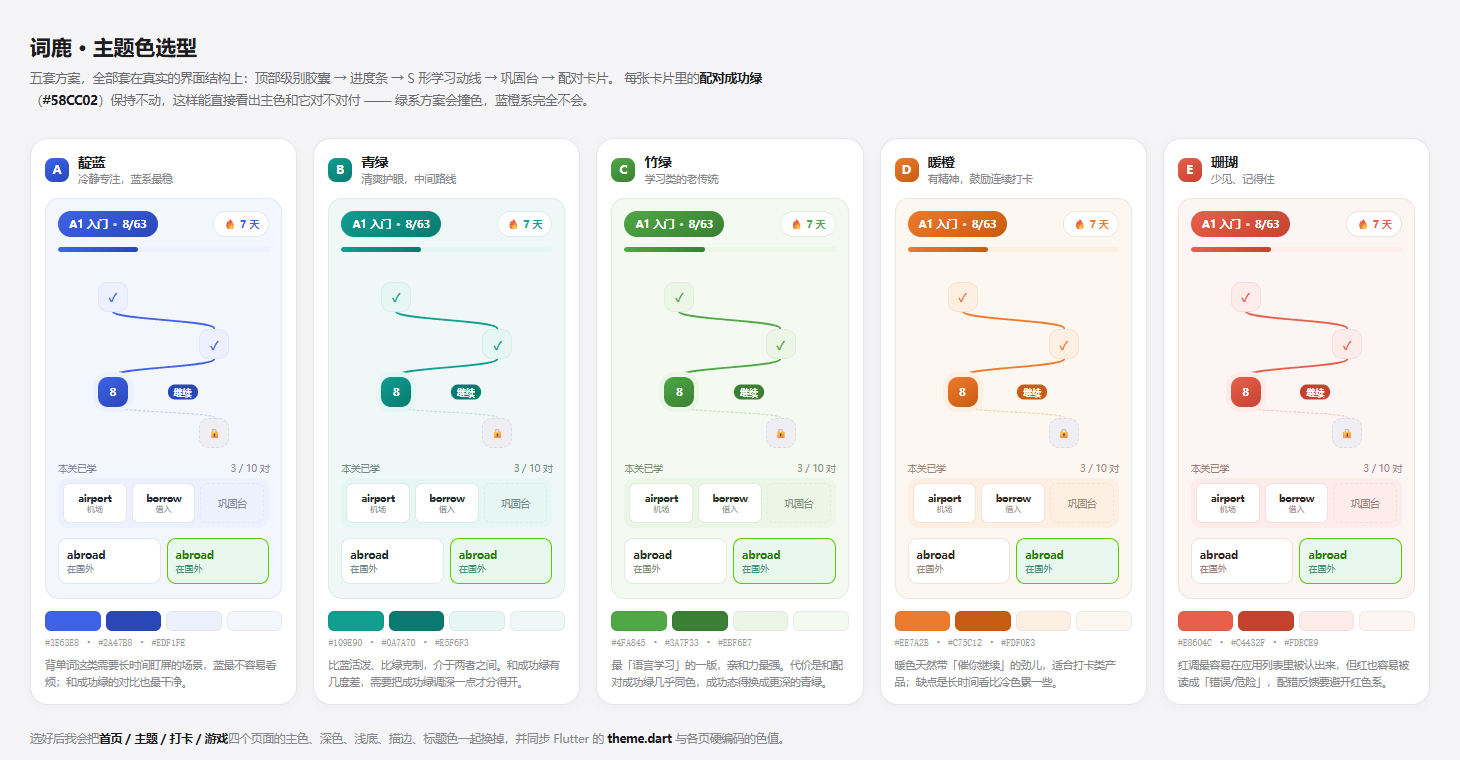 词鹿 • 主题色选型
五套方案，全部套在真实的界面结构上：顶部级别胶囊 → 进度条 → S 形学习动线 → 巩固台 → 配对卡片。 每张卡片里的配对成功绿
（#58CC02）保持不动，这样能直接看出主色和它对不对付 —— 绿系方案会撞色，蓝橙系完全不会。
A
靛蓝
冷静专注，蓝系最稳
A1 入门 • 8/63
7 天
✓
✓
8
继续
本关已学
3 / 10 对
airport
机场
borrow
借入
巩固台
abroad
在国外
abroad
在国外
#3E63E8 • #2A47B8 • #EDF1FE
背单词这类需要长时间盯屏的场景，蓝最不容易看
烦；和成功绿的对比也最干净。
B
青绿
清爽护眼，中间路线
A1 入门 • 8/63
7 天
✓
✓
8
继续
本关已学
3 / 10 对
airport
机场
borrow
借入
巩固台
abroad
在国外
abroad
在国外
#109E90 • #0A7A70 • #E5F6F3
比蓝活泼、比绿克制，介于两者之间。和成功绿有
几度差，需要把成功绿调深一点才分得开。
C
竹绿
学习类的老传统
A1 入门 • 8/63
7 天
✓
✓
8
继续
本关已学
3 / 10 对
airport
机场
borrow
借入
巩固台
abroad
在国外
abroad
在国外
#4FA845 • #3A7F33 • #EBF6E7
最「语言学习」的一版，亲和力最强。代价是和配
对成功绿几乎同色，成功态得换成更深的青绿。
D
暖橙
有精神，鼓励连续打卡
A1 入门 • 8/63
7 天
✓
✓
8
继续
本关已学
3 / 10 对
airport
机场
borrow
借入
巩固台
abroad
在国外
abroad
在国外
#EE7A2B • #C75C12 • #FDF0E3
暖色天然带「催你继续」的劲儿，适合打卡类产
品；缺点是长时间看比冷色累一些。
E
珊瑚
少见、记得住
A1 入门 • 8/63
7 天
✓
✓
8
继续
本关已学
3 / 10 对
airport
机场
borrow
借入
巩固台
abroad
在国外
abroad
在国外
#E8604C • #C4432F • #FDECE9
红调最容易在应用列表里被认出来，但红也容易被
读成「错误/危险」，配错反馈要避开红色系。
选好后我会把首页 / 主题 / 打卡 / 游戏四个页面的主色、深色、浅底、描边、标题色一起换掉，并同步 Flutter 的 theme.dart 与各页硬编码的色值。